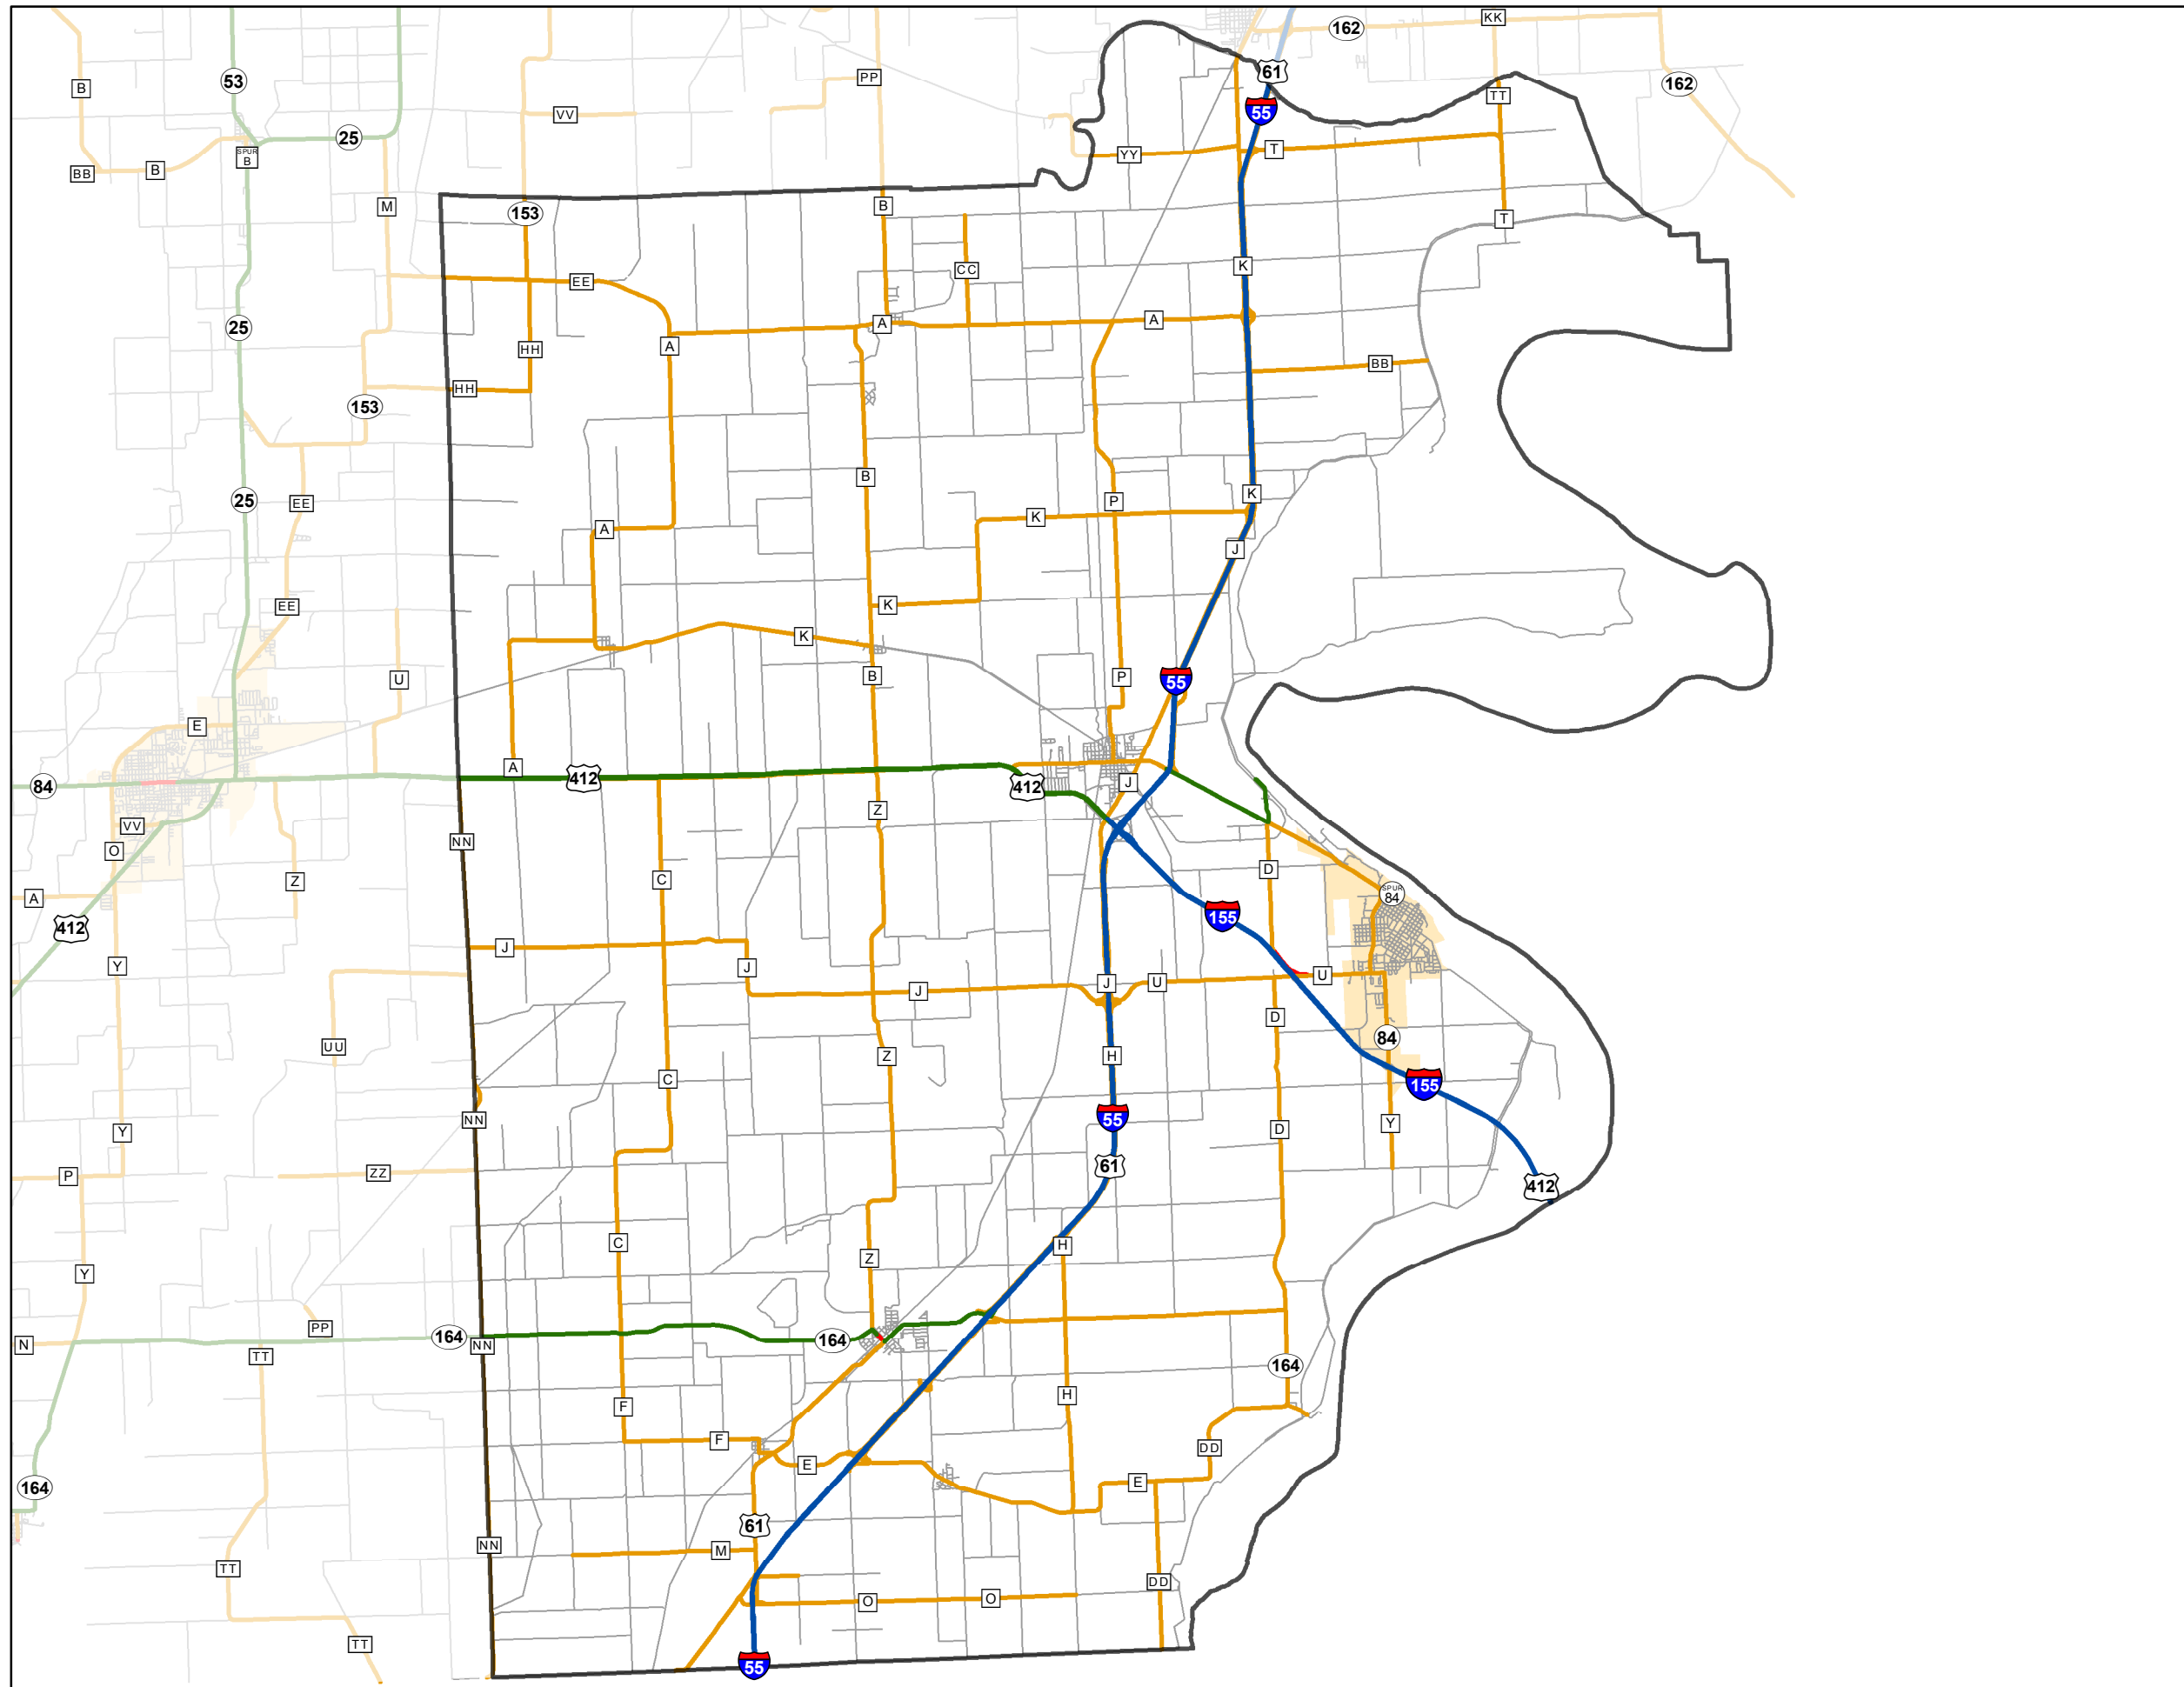 KK
162
61
PP
53
162
B
TT
55
VV
25
T
YY
SPUR
B
B
BB
M
B
153
T
K
CC
EE
A
A
25
A
HH
BB
HH
153
B
K
25
P
EE
K
A
J
K
EE
K
B
P
55
U
E
A
412
J
84
412
Z
VV
NN
O
D
C
Z
SPUR
84
A
155
412
J
Y
J
U
U
J
J
D
84
UU
H
Z
C
155
55
NN
Y
D
Y
61
ZZ
P
412
C
H
Z
Y
PP
164
164
N
NN
TT
164
H
F
F
DD
E
E
164
61
NN
M
TT
DD
O
O
TT
55